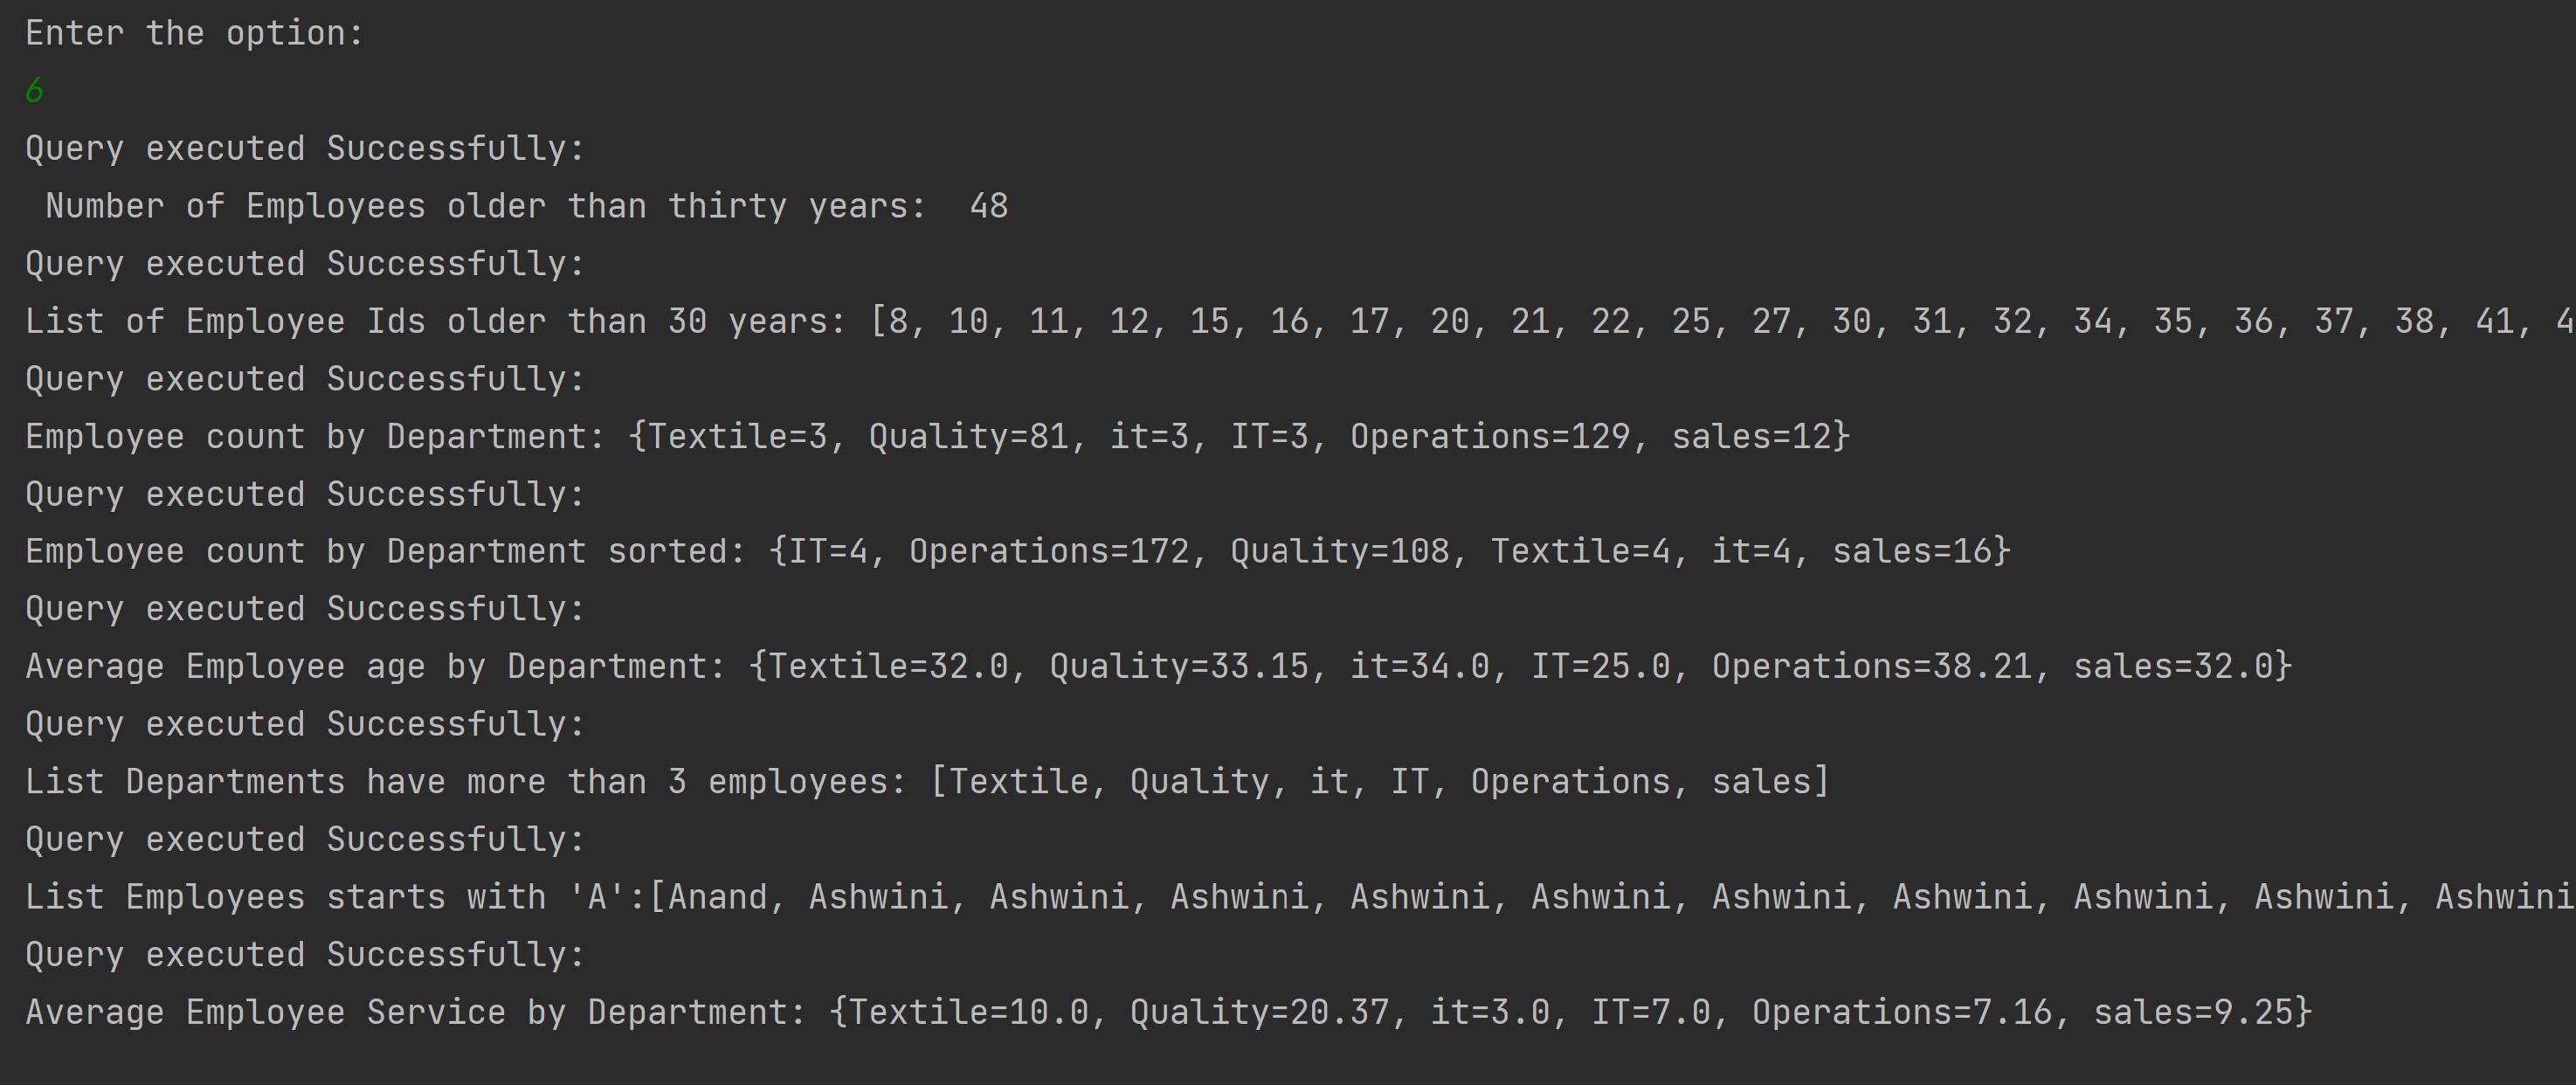 Enter the option:
6
Query executed Successfully:
 Number of Employees older than thirty years:  48
Query executed Successfully:
List of Employee Ids older than 30 years: [8, 10, 11, 12, 15, 16, 17, 20, 21, 22, 25, 27, 30, 31, 32, 34, 35, 36, 37, 38, 41,
Query executed Successfully:
Employee count by Department: {Textile=3, Quality=81, it=3, IT=3, Operations=129, sales=12}
Query executed Successfully:
Employee count by Department sorted: {IT=4, Operations=172, Quality=108, Textile=4, it=4, sales=16}
Query executed Successfully:
Average Employee age by Department: {Textile=32.0, Quality=33.15, it=34.0, IT=25.0, Operations=38.21, sales=32.0}
Query executed Successfully:
List Departments have more than 3 employees: [Textile, Quality, it, IT, Operations, sales]
Query executed Successfully:
List Employees starts with 'A':[Anand, Ashwini, Ashwini, Ashwini, Ashwini, Ashwini, Ashwini, Ashwini, Ashwini, Ashwini, Ashwini
Query executed Successfully:
Average Employee Service by Department: {Textile=10.0, Quality=20.37, it=3.0, IT=7.0, Operations=7.16, sales=9.25}